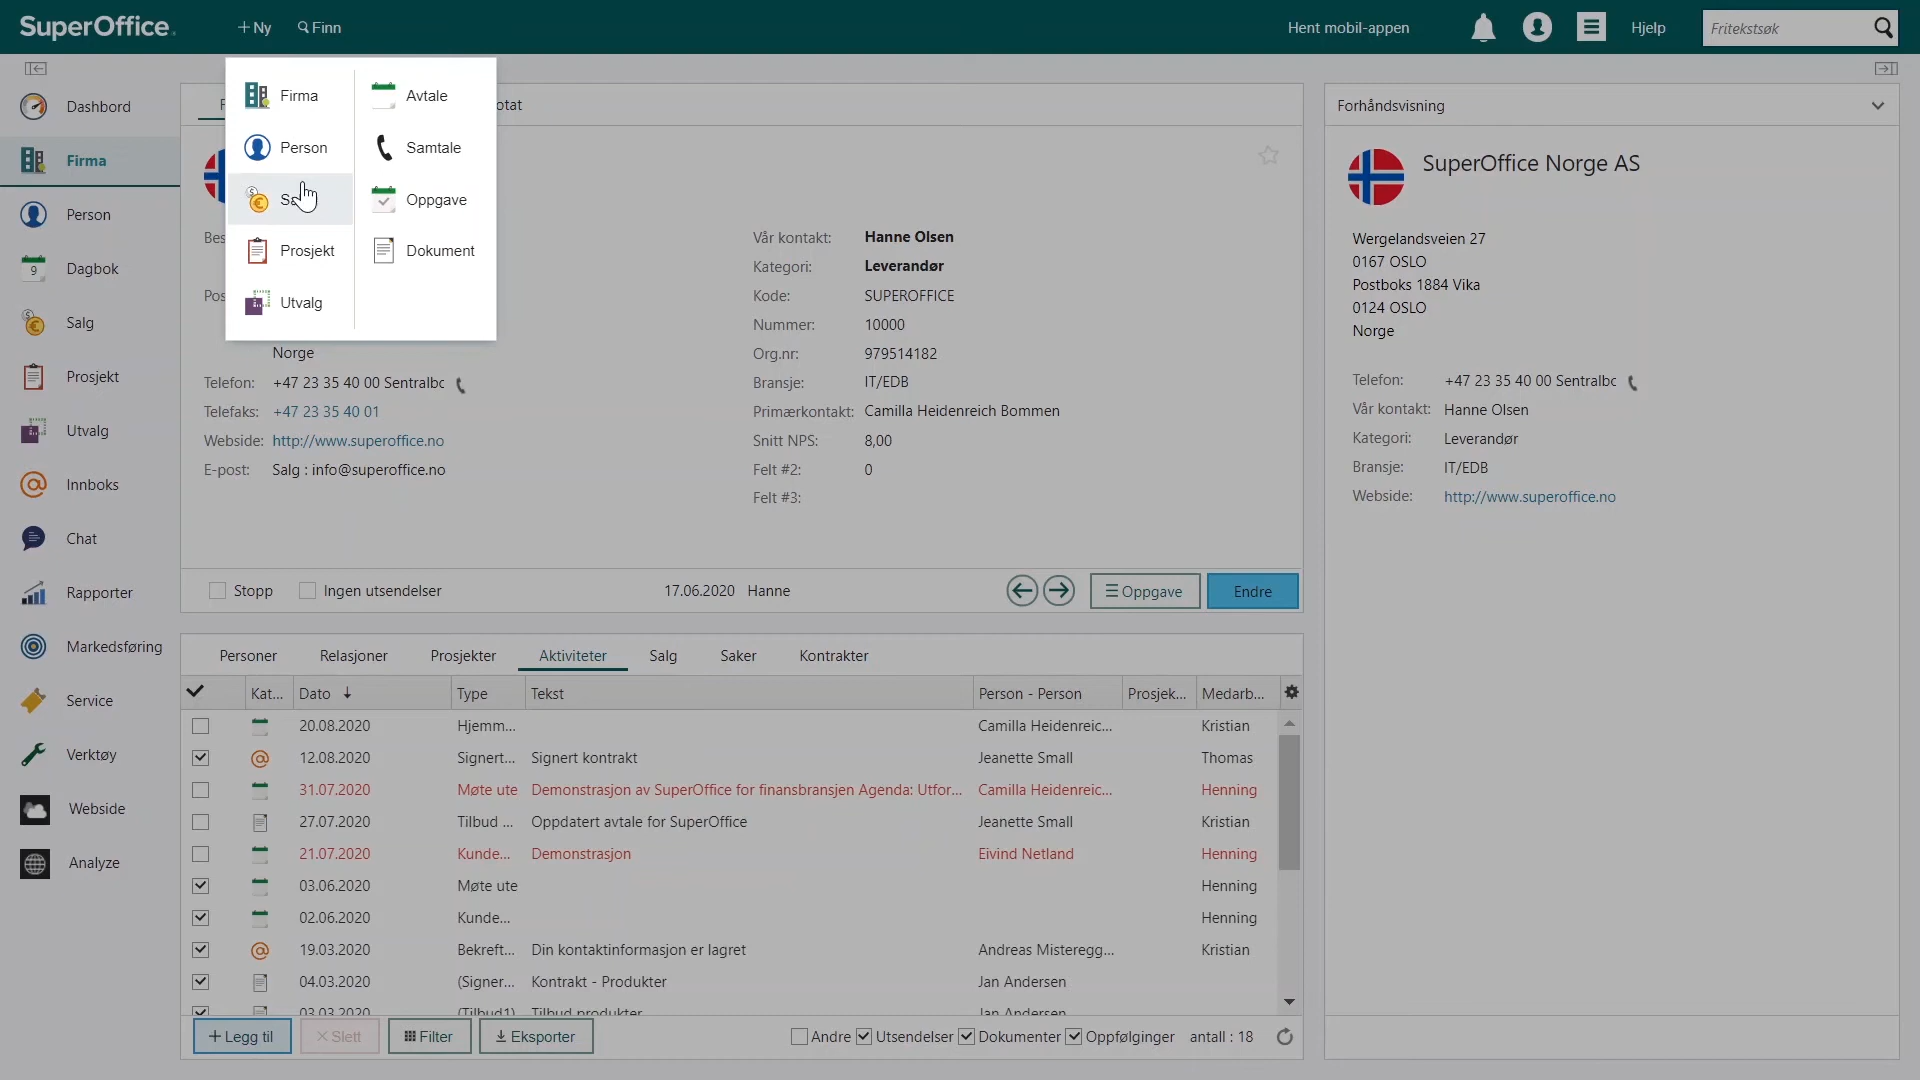 SuperOffice.
+ Ny
Finn
Hent mobil-appen
Hjelp
Fritekstsøk
Dashbord
Firma
Person
Dagbok
9
Salg
Prosjekt
Utvalg
Innboks
Chat
Rapporter
Markedsføring
Service
Verktøy
Webside
Analyze
Firma
Person
Prosjekt
Utvalg
Avtale
Samtale
Oppgave
Dokument
Norge
Telefon: +47 23 35 40 00 Sentralbc
Telefaks: +47 23 35 40 01
Webside: http://www.superoffice.no
E-post: Salg : info@superoffice.no
Vår kontakt: Hanne Olsen
Kategori: Leverandør
Kode: SUPEROFFICE
Nummer: 10000
Org.nr: 979514182
Bransje: IT/EDB
Primærkontakt: Camilla Heidenreich Bommen
Snitt NPS: 8,00
Felt #2: 0
Felt #3:
Stopp
Ingen utsendelser
17.06.2020 Hanne
Oppgave
Endre
Forhåndsvisning
SuperOffice Norge AS
Wergelandsveien 27
0167 OSLO
Postboks 1884 Vika
0124 OSLO
Norge
Telefon: +47 23 35 40 00 Sentralbc
Vår kontakt: Hanne Olsen
Kategori: Leverandør
Bransje: IT/EDB
Webside: http://www.superoffice.no
Personer Relasjoner Prosjekter Aktiviteter Salg Saker Kontrakter
Kat... Dato Type Tekst Person - Person Prosjek... Medarb...
20.08.2020 Hjemm... Camilla Heidenreic... Kristian
12.08.2020 Signert... Signert kontrakt Jeanette Small Thomas
31.07.2020 Møte ute Demonstrasjon av SuperOffice for finansbransjen Agenda: Utfor... Camilla Heidenreic... Henning
27.07.2020 Tilbud ... Oppdatert avtale for SuperOffice Jeanette Small Kristian
21.07.2020 Kunde... Demonstrasjon Eivind Netland Henning
03.06.2020 Møte ute Henning
02.06.2020 Kunde... Henning
19.03.2020 Bekreft... Din kontaktinformasjon er lagret Andreas Misteregg... Kristian
04.03.2020 (Signer... Kontrakt - Produkter Jan Andersen
03.03.2020 (Tilbud1) Tilbud produkter Jan Andersen
+ Legg til
Slett
Filter
Eksporter
Andre Utsendelser Dokumenter Oppfølginger antall : 18